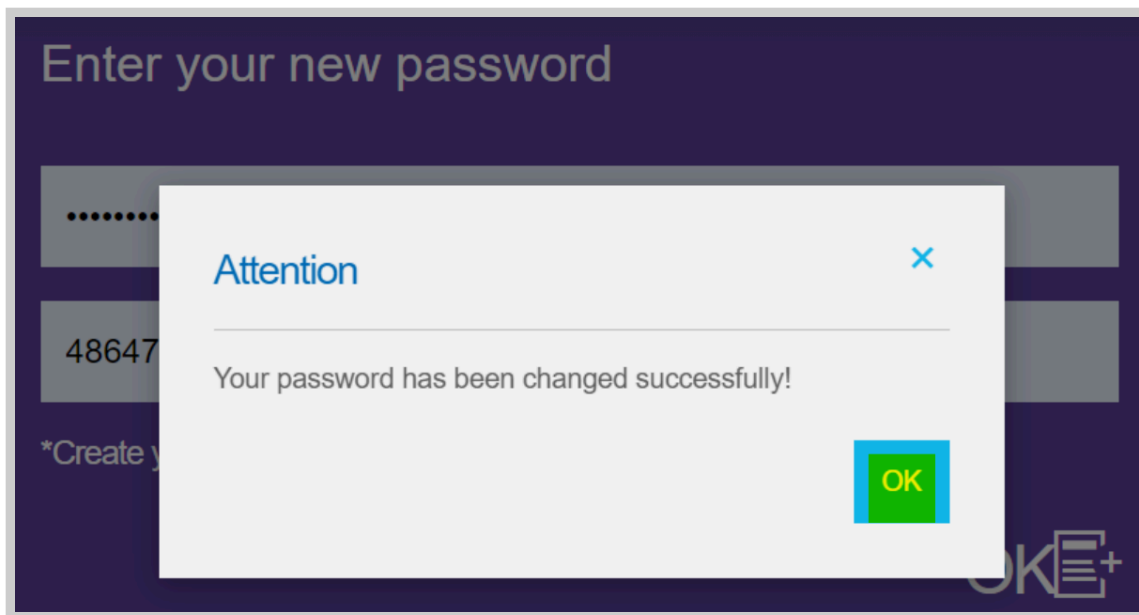 Enter your new password
••••••••
Attention
×
48647
Your password has been changed successfully!
*Create
OK
OK